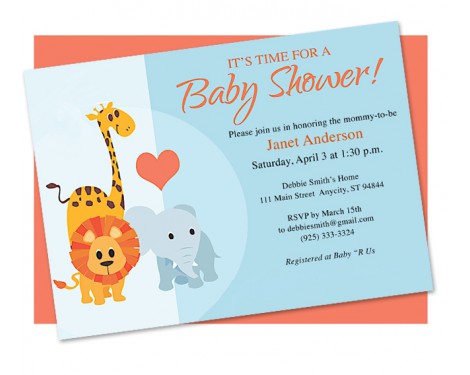 IT'S TIME FOR A
Baby Shower!
Please join us in honoring the mommy-to-be
Janet Anderson
Saturday, April 3 at 1:30 p.m.
Debbie Smith's Home
111 Main Street Anycity, ST 94844
RSVP by March 15th
to debbiesmith@gmail.com
(925) 333-3324
Registered at Baby "R Us